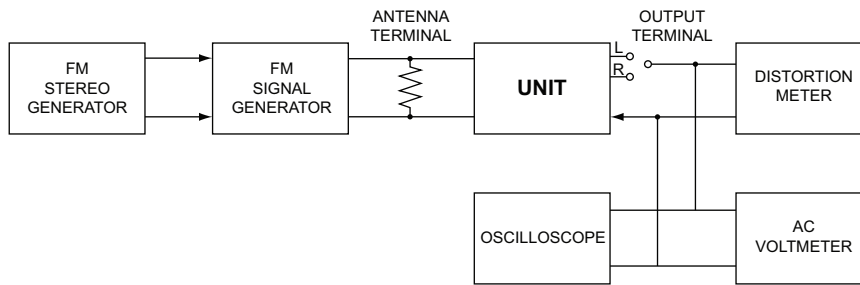 ANTENNA
TERMINAL
OUTPUT
TERMINAL
FM
STEREO
GENERATOR
FM
SIGNAL
GENERATOR
UNIT
L
R
DISTORTION
METER
OSCILLOSCOPE
AC
VOLTMETER